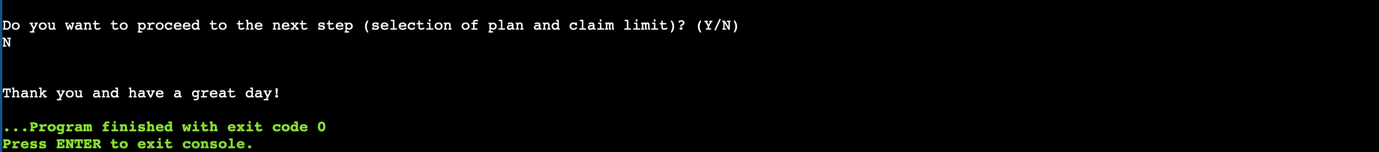 Do you want to proceed to the next step (selection of plan and claim limit)? (Y/N)
N
Thank you and have a great day!
...Program finished with exit code 0
Press ENTER to exit console.